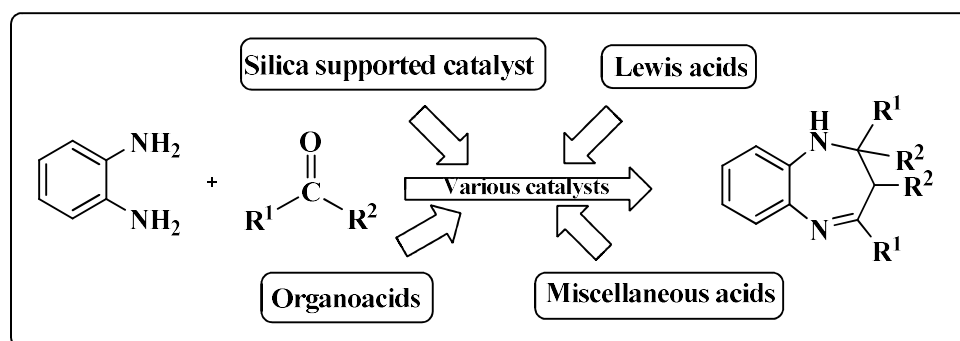 Silica supported catalyst
Lewis acids
NH₂
NH₂
+
O
C
R¹
R²
Various catalysts
H
N
R¹
R²
R²
N
R¹
Organoacids
Miscellaneous acids